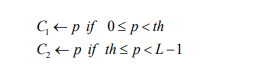 C₁ ← p if 0 ≤ p < th
C₂ ← p if th ≤ p < L − 1